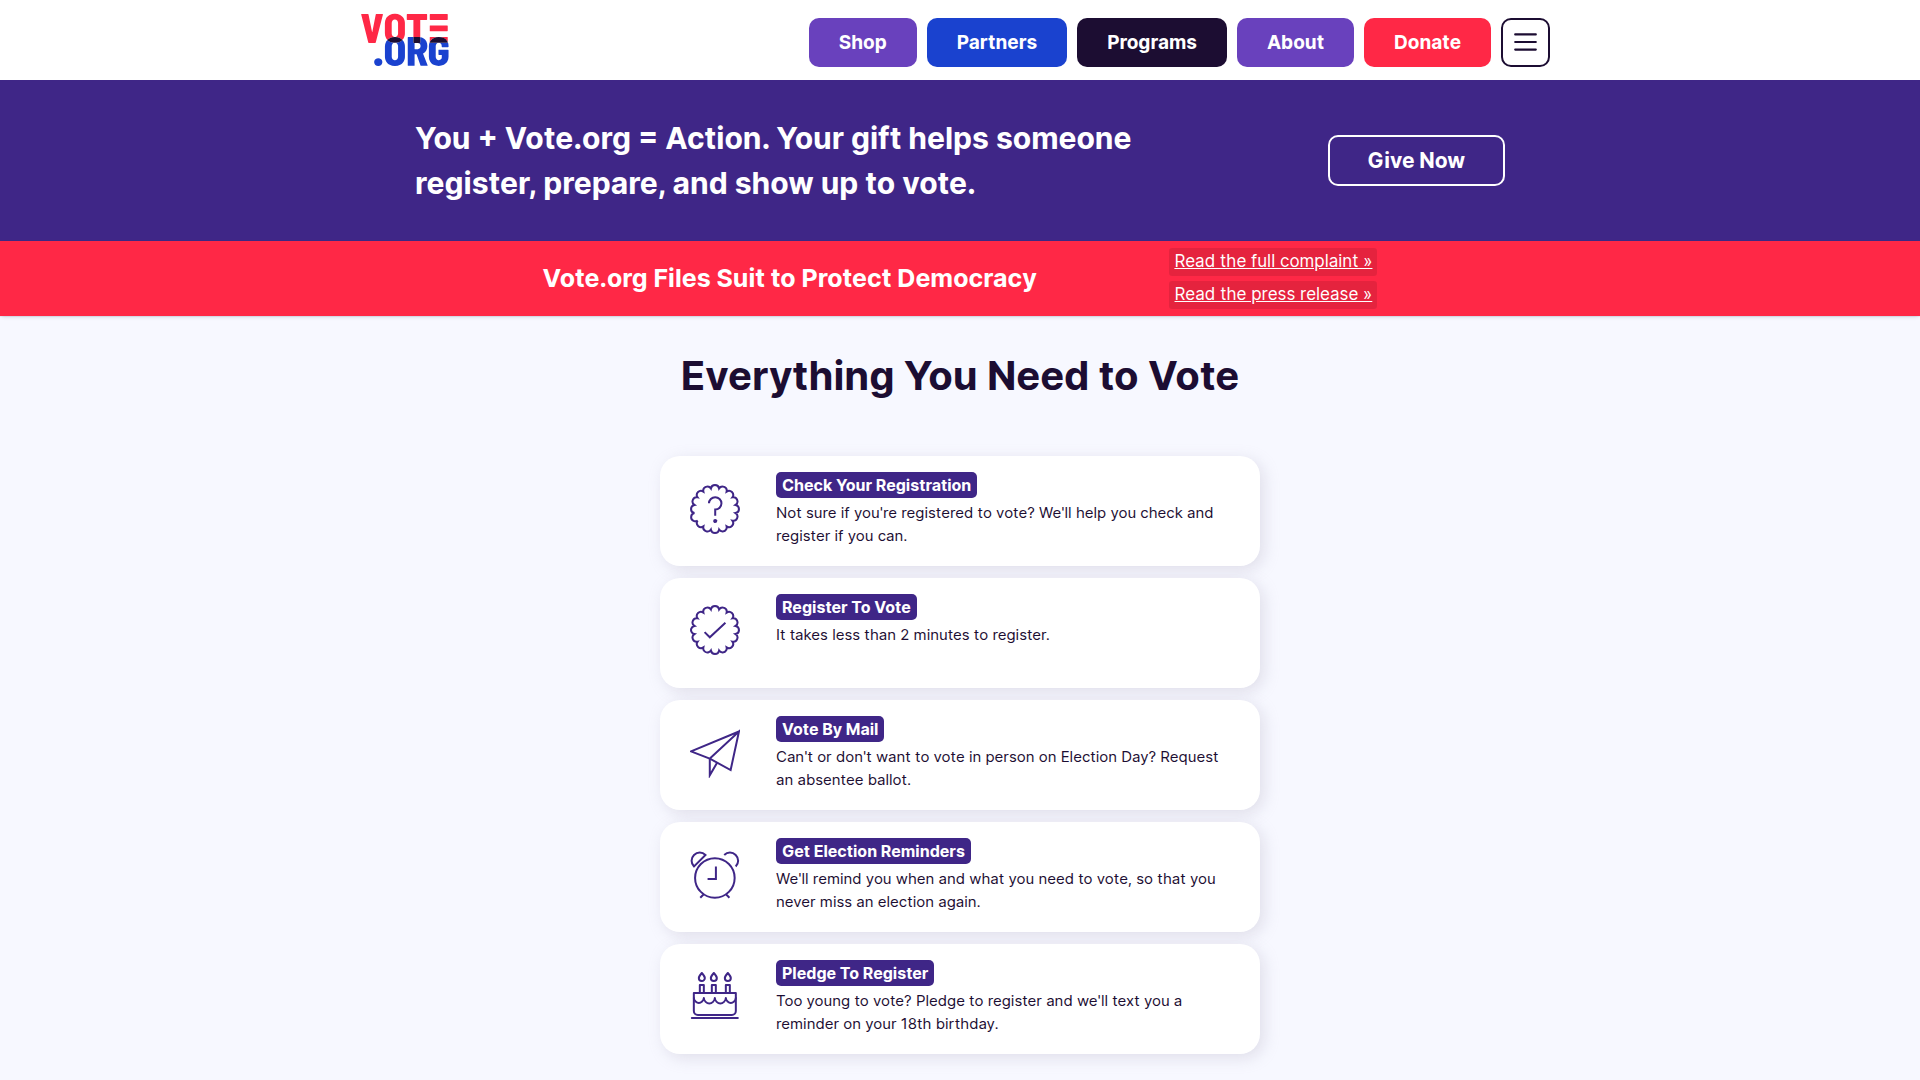 VOTE
.ORG
Shop
Partners
Programs
About
Donate
You + Vote.org = Action. Your gift helps someone
register, prepare, and show up to vote.
Give Now
Vote.org Files Suit to Protect Democracy
Read the full complaint »
Read the press release »
Everything You Need to Vote
Check Your Registration
Not sure if you're registered to vote? We'll help you check and
register if you can.
Register To Vote
It takes less than 2 minutes to register.
Vote By Mail
Can't or don't want to vote in person on Election Day? Request
an absentee ballot.
Get Election Reminders
We'll remind you when and what you need to vote, so that you
never miss an election again.
Pledge To Register
Too young to vote? Pledge to register and we'll text you a
reminder on your 18th birthday.